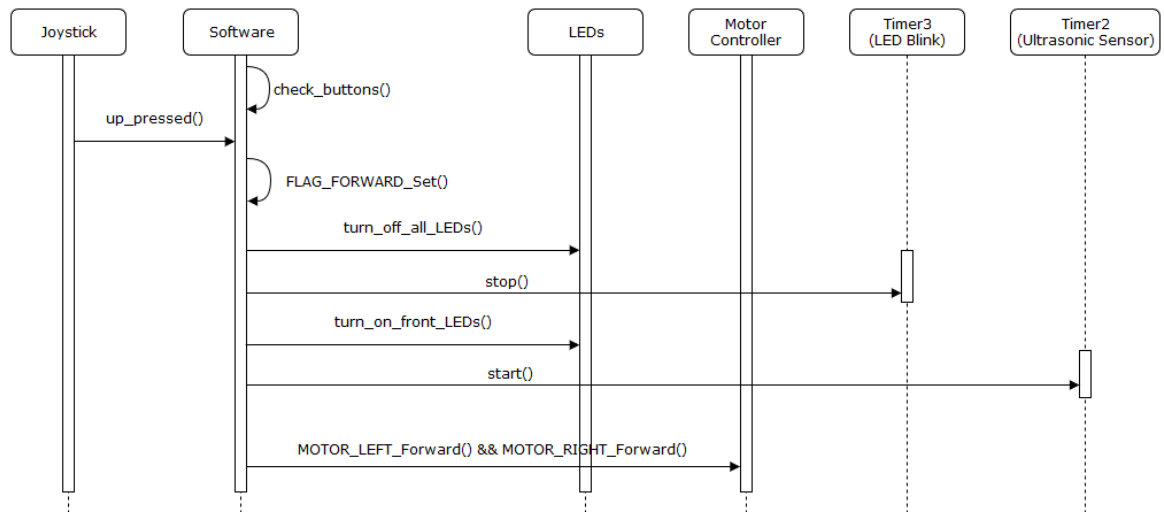 Joystick
Software
LEDs
Motor
Controller
Timer3
(LED Blink)
Timer2
(Ultrasonic Sensor)
check_buttons()
up_pressed()
FLAG_FORWARD_Set()
turn_off_all_LEDs()
stop()
turn_on_front_LEDs()
start()
MOTOR_LEFT_Forward() && MOTOR_RIGHT_Forward()